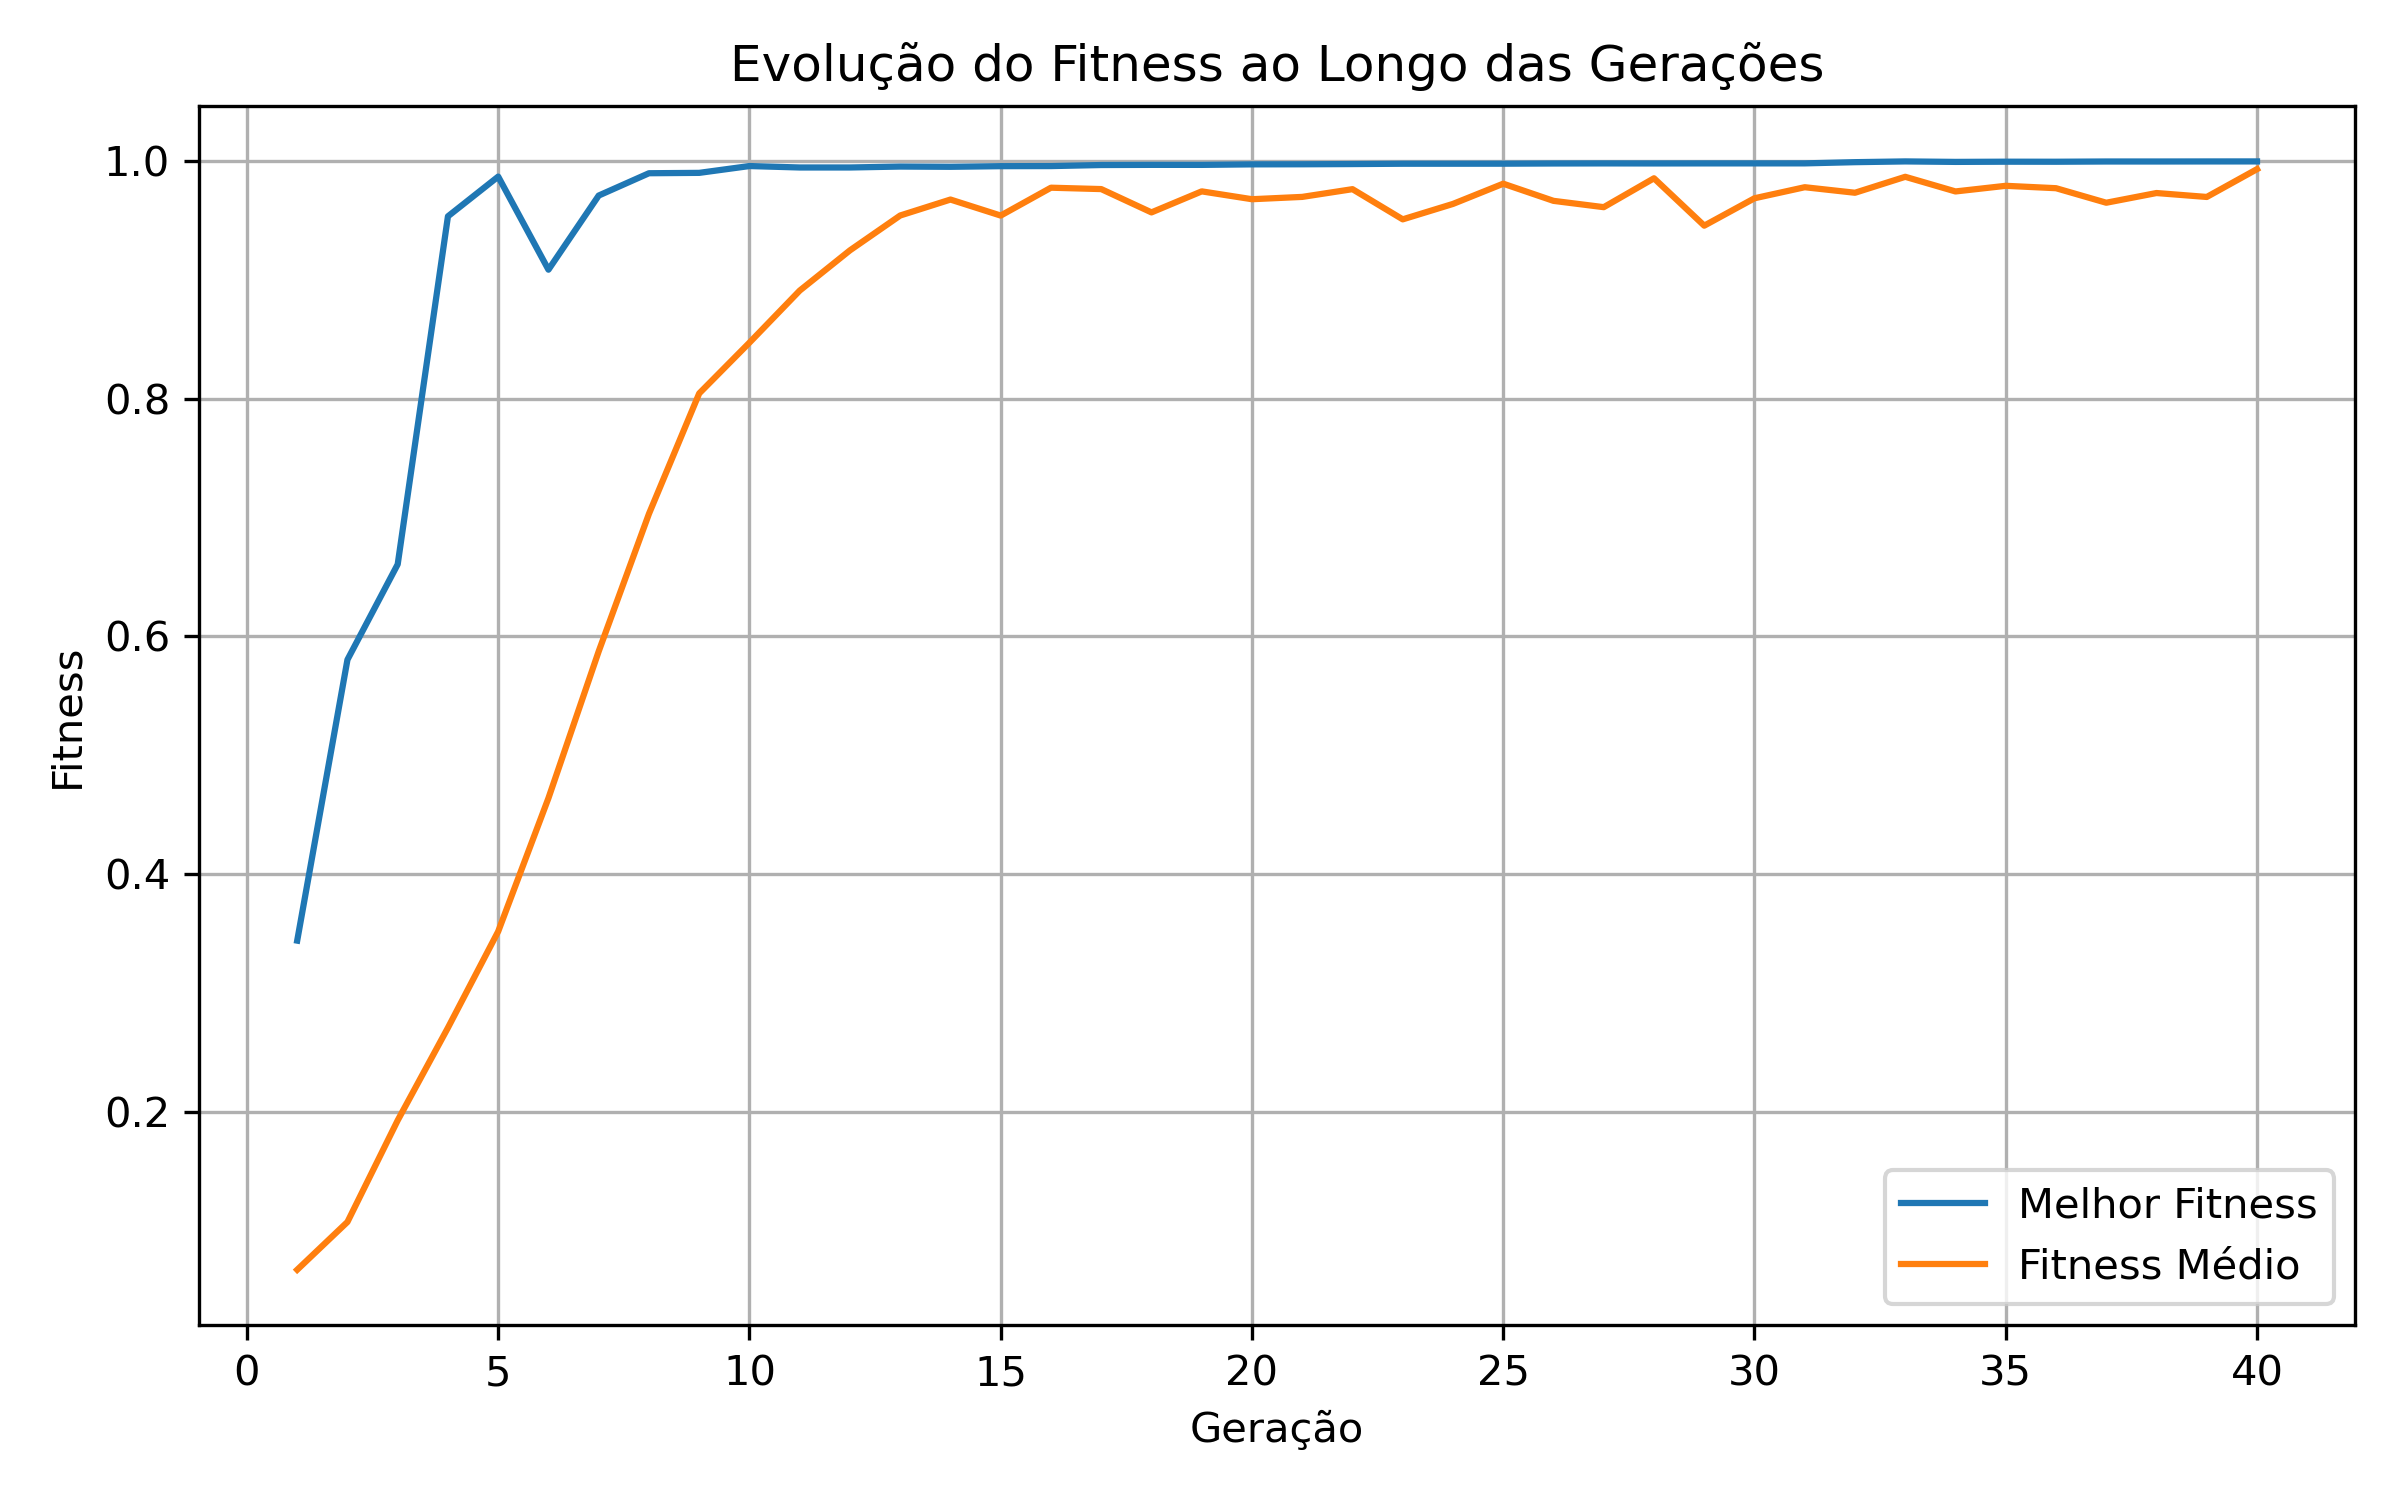 Evolução do Fitness ao Longo das Gerações
1.0
0.8
0.6
0.4
0.2
Fitness
Melhor Fitness
Fitness Médio
0 5 10 15 20 25 30 35 40
Geração